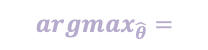 argmax_θ̂ =